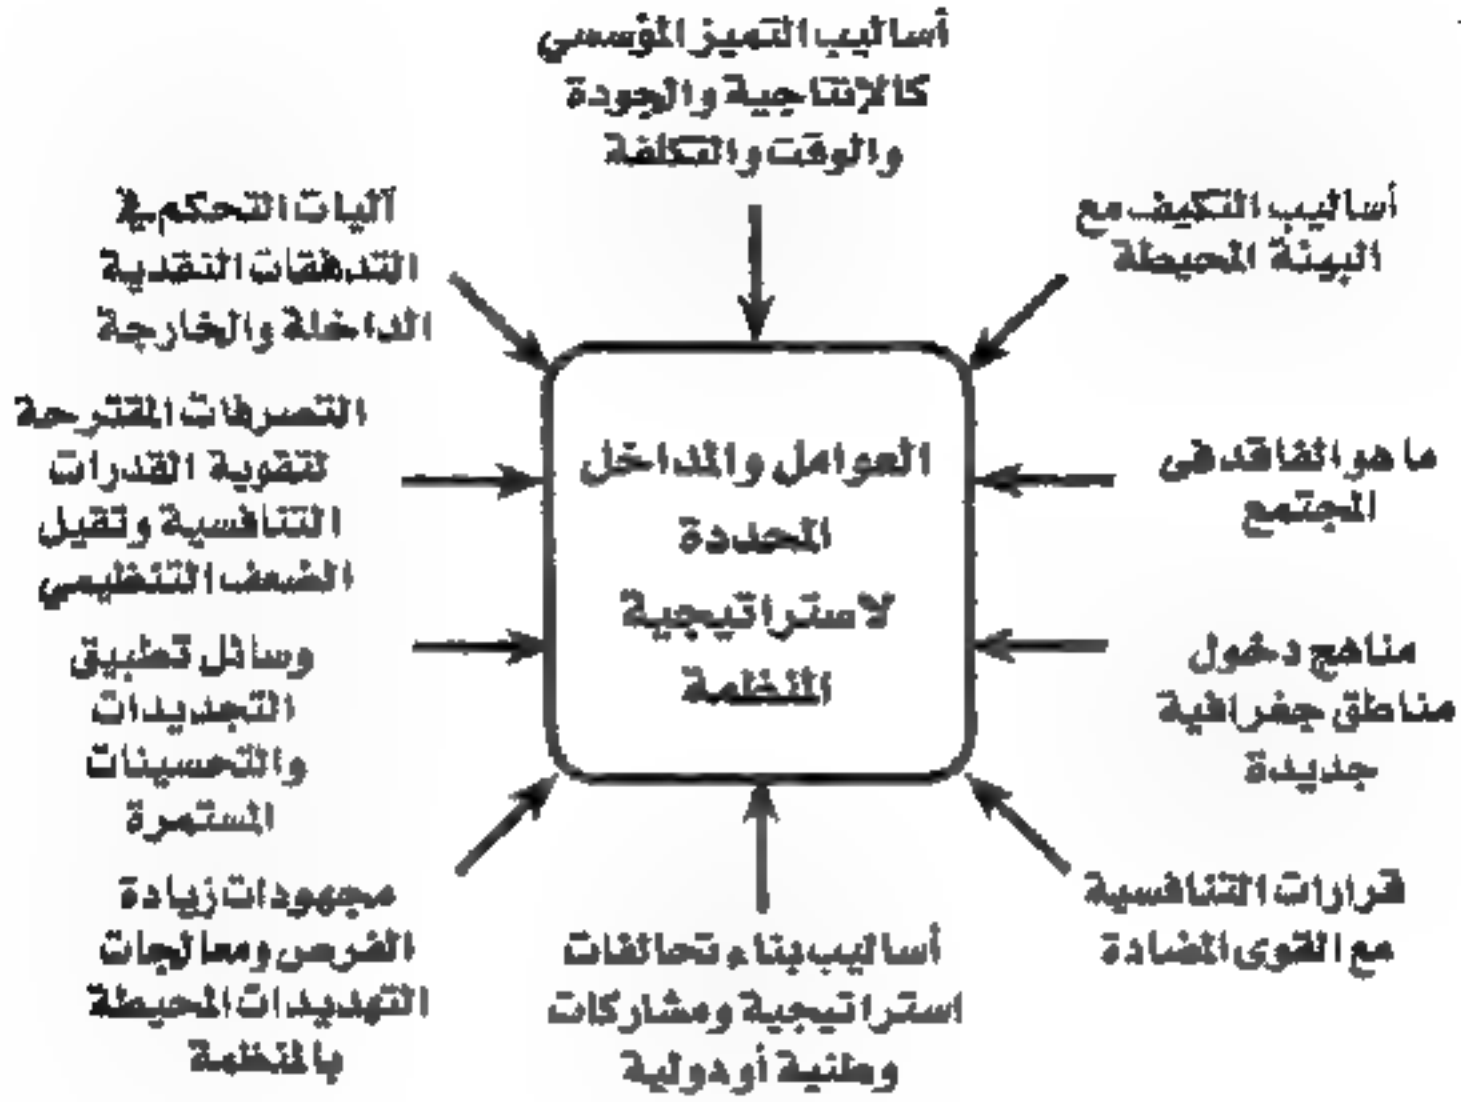 أساليب التميز المؤسسي
كالإنتاجية والجودة
والوقت والتكلفة
أساليب التكيف مع
البيئة المحيطة
ما هو الفاقد فى
المجتمع
مناهج دخول
مناطق جغرافية
جديدة
قرارات التنافسية
مع القوى المضادة
أساليب بناء تحالفات
استراتيجية ومشاركات
وطنية أو دولية
مجهودات زيادة
الفرص ومعالجات
التهديدات المحيطة
بالمنظمة
وسائل تطبيق
التجديدات
والتحسينات
المستمرة
التصرفات المقترحة
لتقوية القدرات
التنافسية وتقيل
الضعف التنظيمي
آليات التحكم في
التدفقات النقدية
الداخلة والخارجة
العوامل والمداخل
المحددة
لاستراتيجية
المنظمة